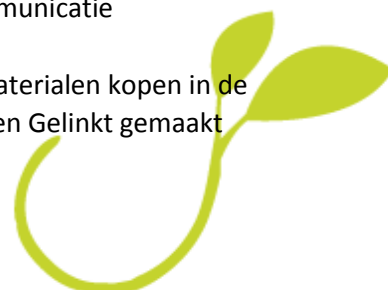 municatie
aterialen kopen in de
en Gelinkt gemaakt